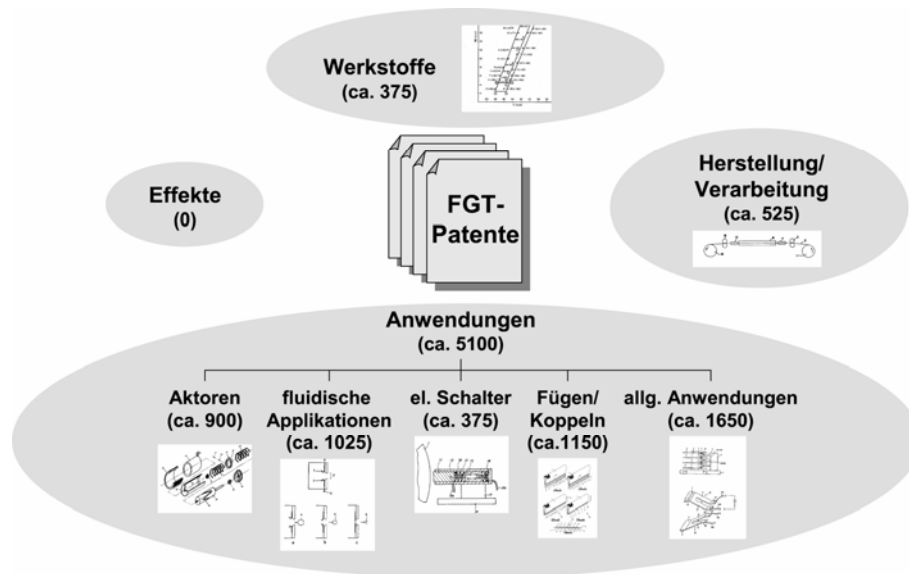 Werkstoffe
(ca. 375)
Effekte
(0)
FGT-
Patente
Herstellung/
Verarbeitung
(ca. 525)
Anwendungen
(ca. 5100)
Aktoren
(ca. 900)
fluidische
Applikationen
(ca. 1025)
el. Schalter
(ca. 375)
Fügen/
Koppeln
(ca.1150)
allg. Anwendungen
(ca. 1650)